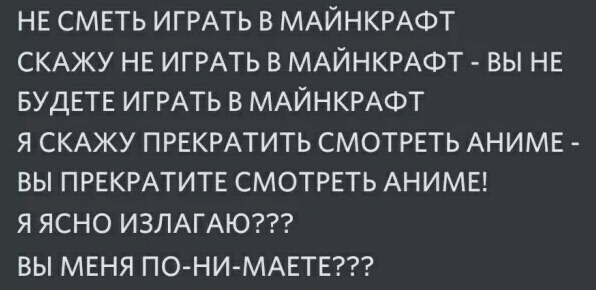 НЕ СМЕТЬ ИГРАТЬ В МАЙНКРАФТ
СКАЖУ НЕ ИГРАТЬ В МАЙНКРАФТ - ВЫ НЕ
БУДЕТЕ ИГРАТЬ В МАЙНКРАФТ
Я СКАЖУ ПРЕКРАТИТЬ СМОТРЕТЬ АНИМЕ -
ВЫ ПРЕКРАТИТЕ СМОТРЕТЬ АНИМЕ!
Я ЯСНО ИЗЛАГАЮ???
ВЫ МЕНЯ ПО-НИ-МАЕТЕ???